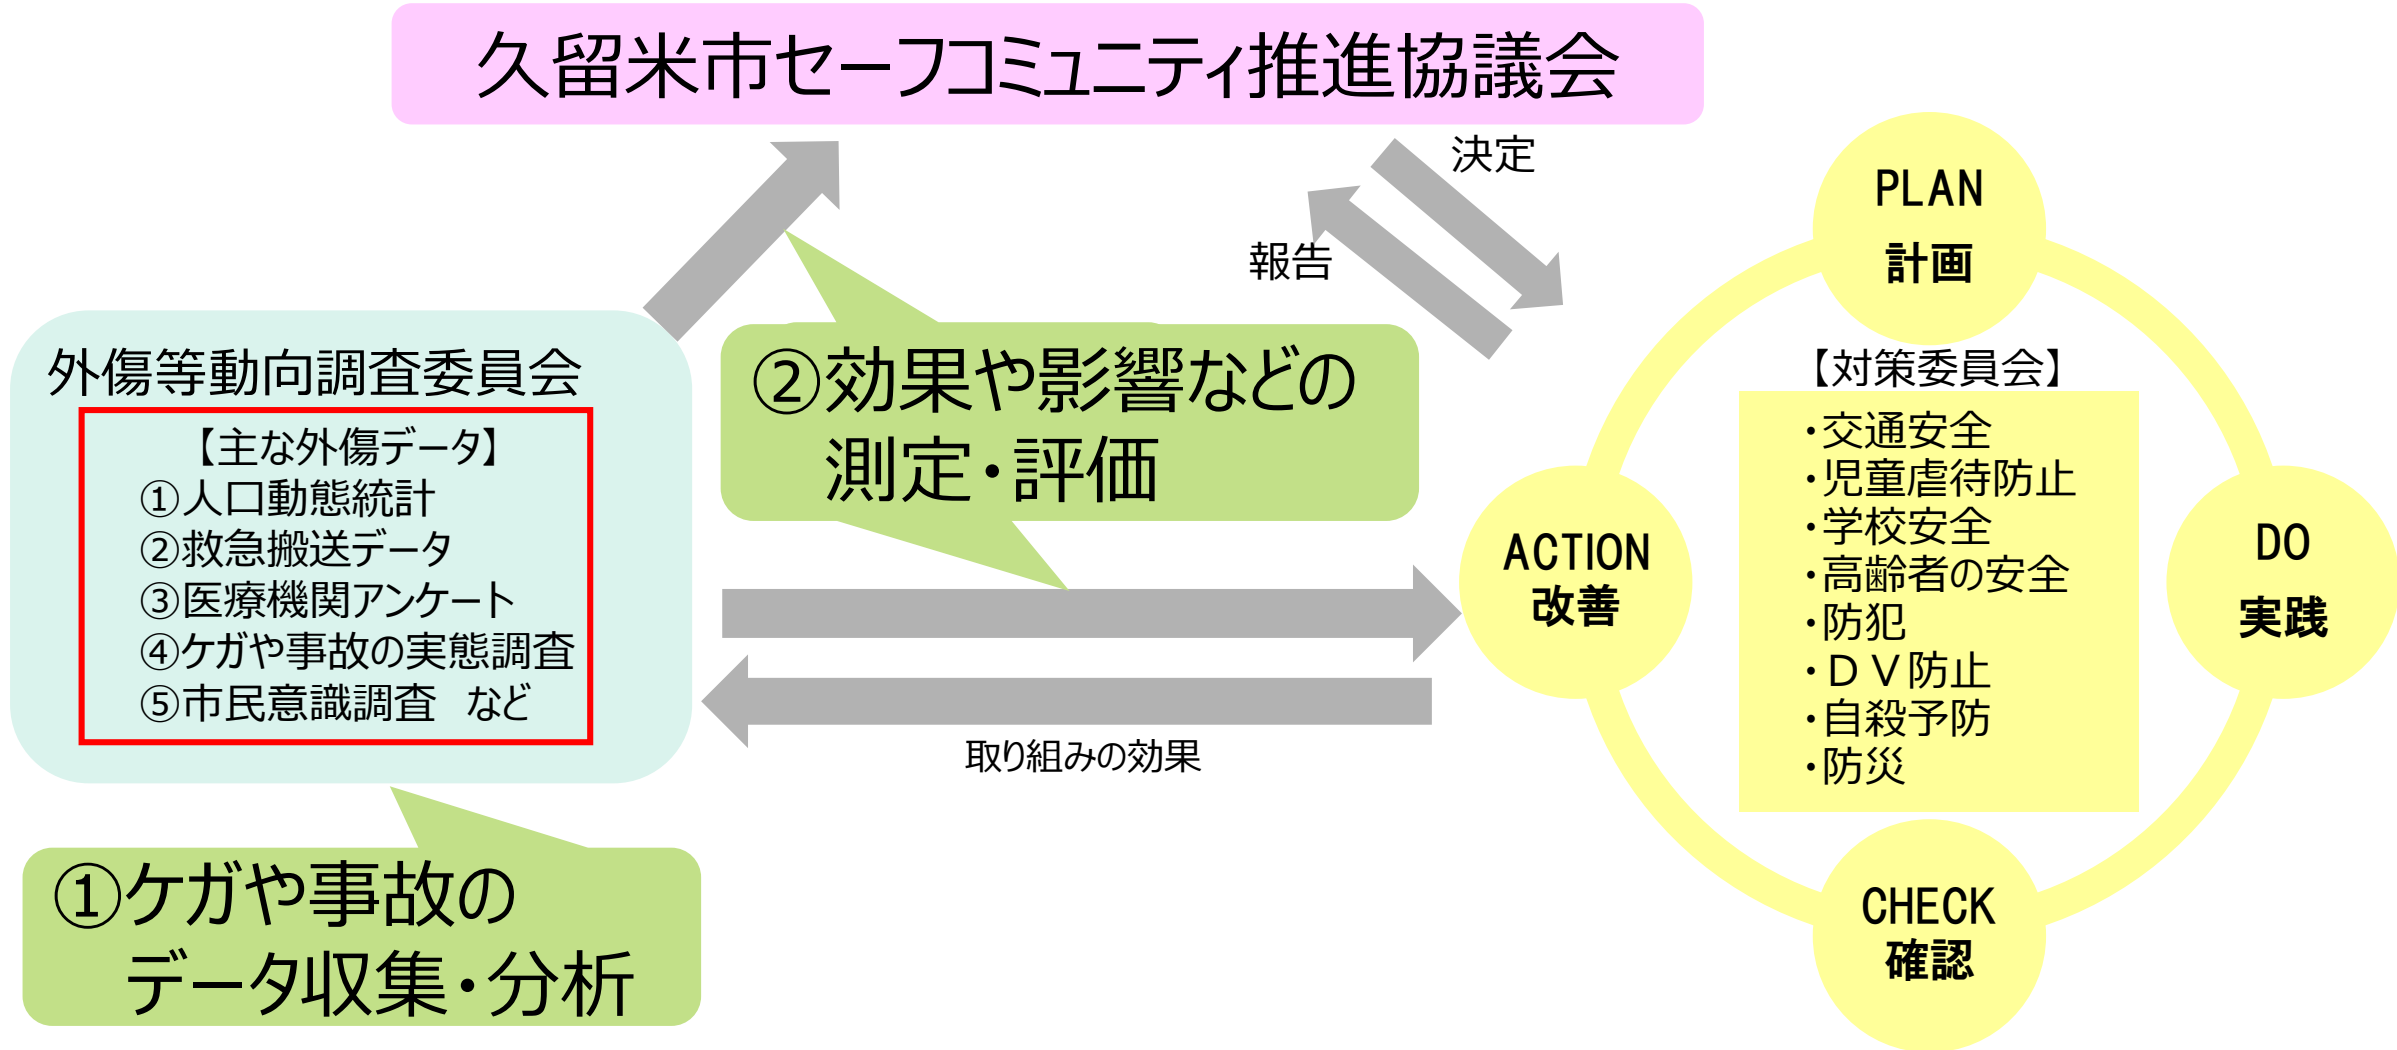 久留米市セーフコミュニティ推進協議会
決定
報告
外傷等動向調査委員会
【主な外傷データ】
①人口動態統計
②救急搬送データ
③医療機関アンケート
④ケガや事故の実態調査
⑤市民意識調査　など
②効果や影響などの
測定・評価
取り組みの効果
①ケガや事故の
データ収集・分析
PLAN
計画
【対策委員会】
・交通安全
・児童虐待防止
・学校安全
・高齢者の安全
・防犯
・ＤＶ防止
・自殺予防
・防災
ACTION
改善
DO
実践
CHECK
確認